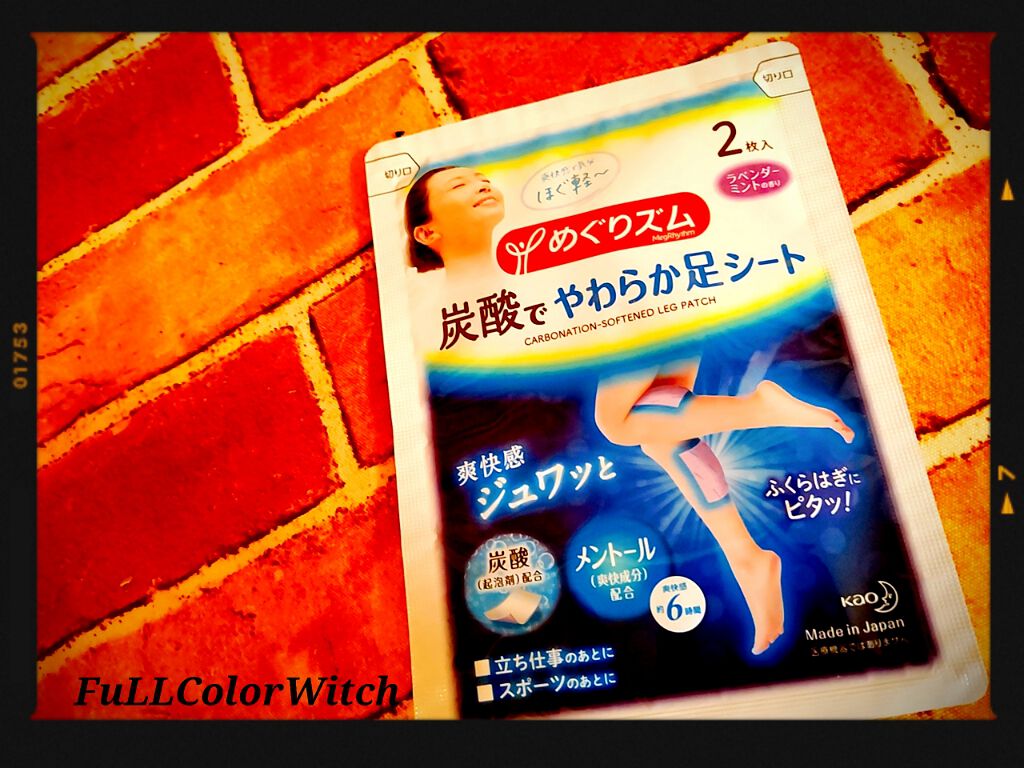 切り口
切り口
2枚入
ラベンダー
ミントの香り
ほぐ軽〜
めぐりズム
MegRhythm
炭酸でやわらか足シート
CARBONATION-SOFTENED LEG PATCH
爽快感
ジュワッと
ふくらはぎに
ピタッ!
炭酸
(起泡剤)配合
メントール
(爽快成分)
配合
爽快感
約6時間
Kao
Made in Japan
立ち仕事のあとに
スポーツのあとに
FuLLColorWitch
01753
7